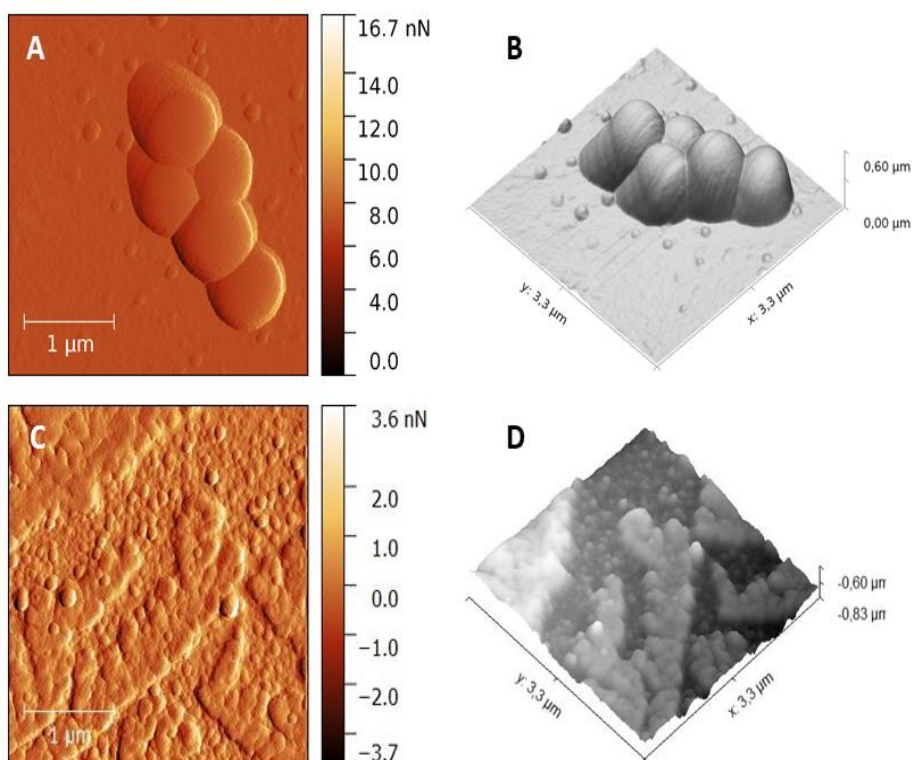 A
16.7 nN
14.0
12.0
10.0
8.0
6.0
4.0
0.0
1 µm
B
0,60 µm
0,00 µm
y: 3,3 µm
x: 3,3 µm
C
3.6 nN
2.0
1.0
0.0
−1.0
−2.0
−3.7
1 µm
D
-0,60 µm
-0,83 µm
y: 3,3 µm
x: 3,3 µm